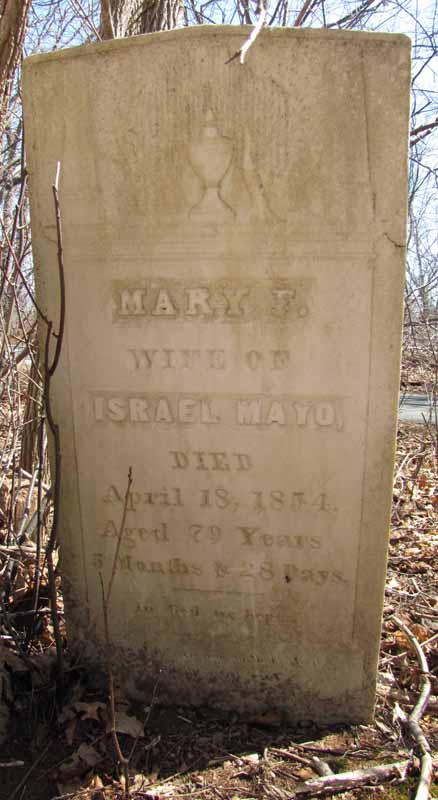 MARY F.
WIFE OF
ISRAEL MAYO,
DIED
April 18, 1854.
Aged 79 Years
5 Months & 28 Days.